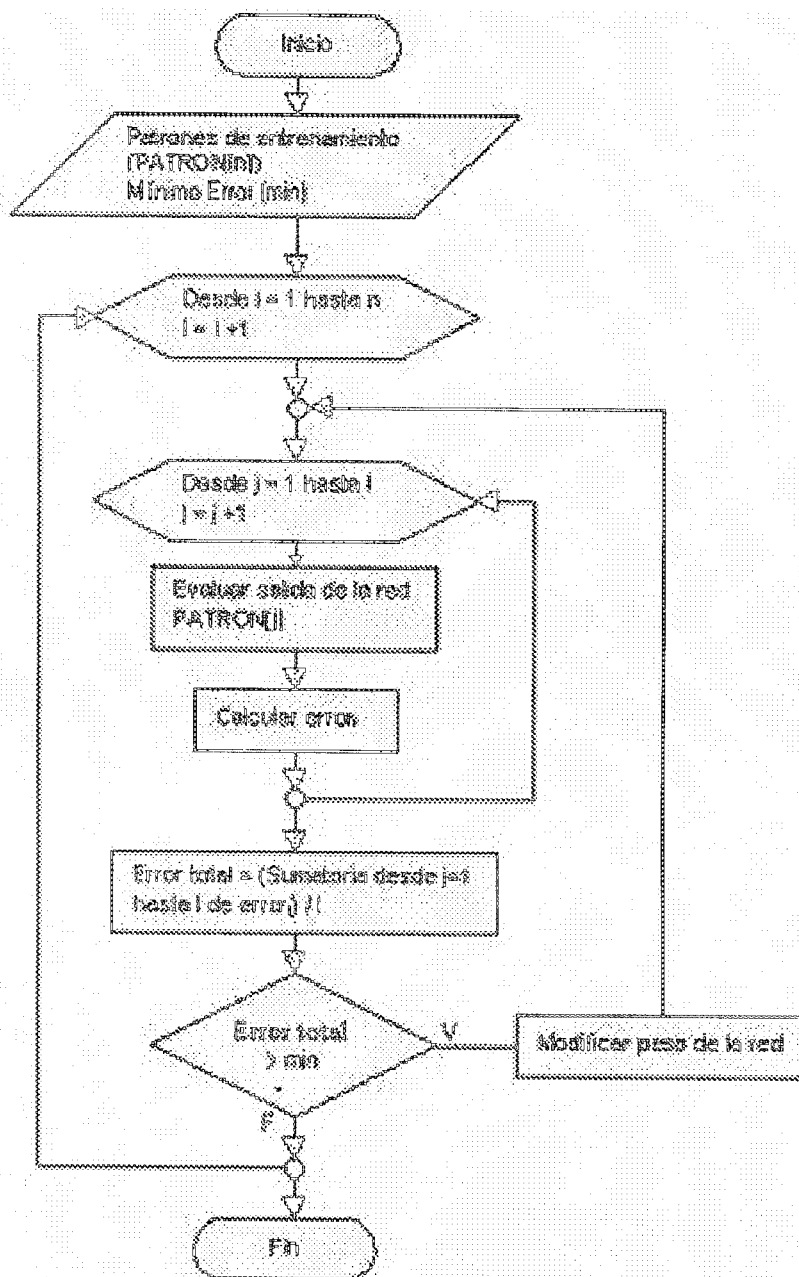 Inicio
Patrones de entrenamiento
(PATRON[n])
Mínimo Error (min)
Desde i = 1 hasta n
i = i +1
Desde j = 1 hasta i
j = j +1
Evaluar salida de la red
PATRON[j]
Calcular error
Error total = (Sumatoria desde j=1
hasta i de errorj) / i
Error total
> min
V
Modificar peso de la red
F
Fin